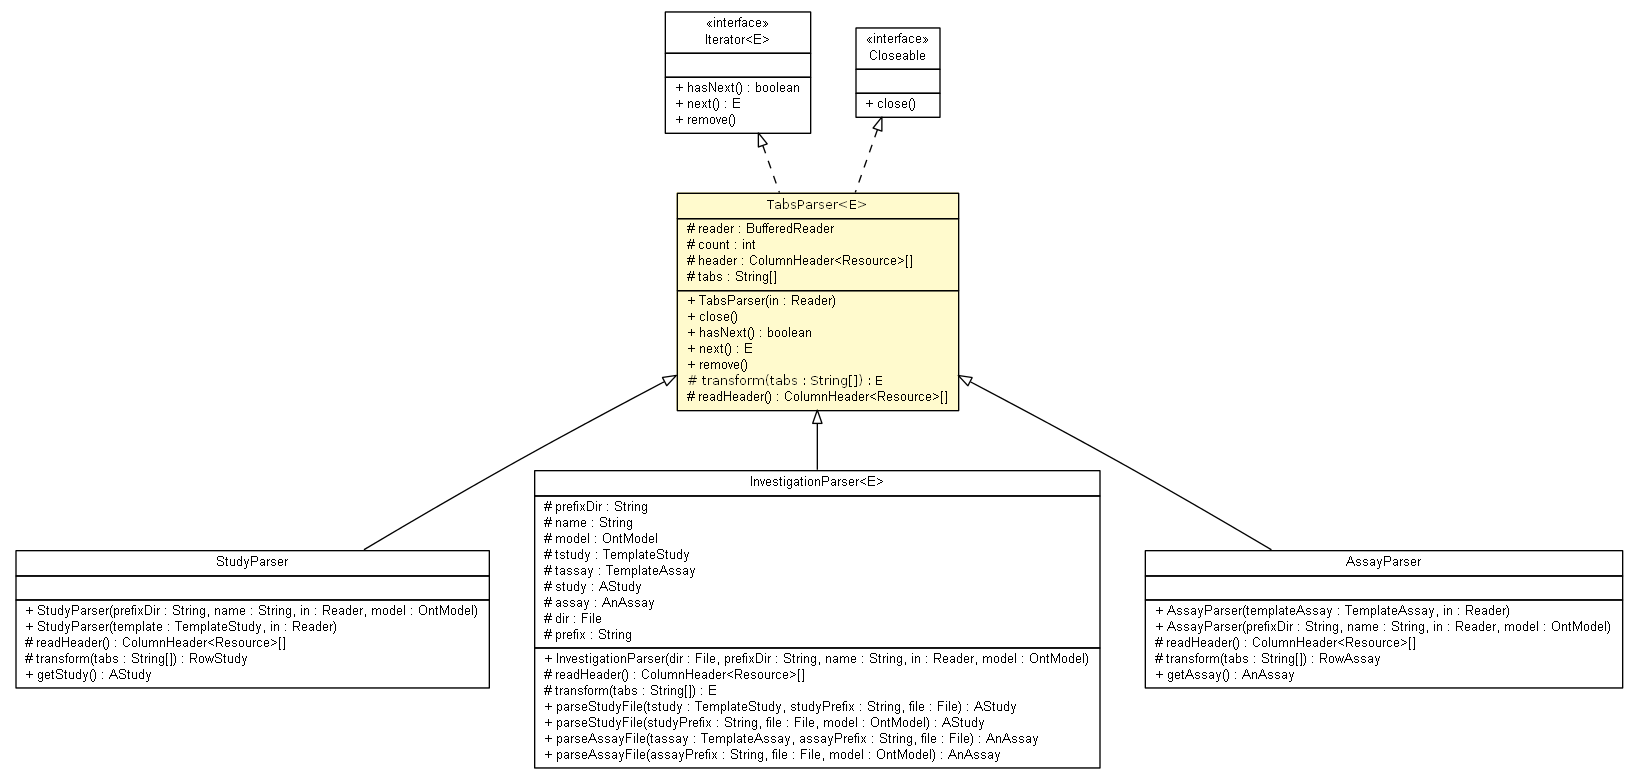 «interface»
Iterator<E>
+ hasNext() : boolean
+ next() : E
+ remove()
«interface»
Closeable
+ close()
TabsParser<E>
# reader : BufferedReader
# count : int
# header : ColumnHeader<Resource>[]
# tabs : String[]
+ TabsParser(in : Reader)
+ close()
+ hasNext() : boolean
+ next() : E
+ remove()
# transform(tabs : String[]) : E
# readHeader() : ColumnHeader<Resource>[]
StudyParser
+ StudyParser(prefixDir : String, name : String, in : Reader, model : OntModel)
+ StudyParser(template : TemplateStudy, in : Reader)
# readHeader() : ColumnHeader<Resource>[]
# transform(tabs : String[]) : RowStudy
+ getStudy() : AStudy
InvestigationParser<E>
# prefixDir : String
# name : String
# model : OntModel
# tstudy : TemplateStudy
# tassay : TemplateAssay
# study : AStudy
# assay : AnAssay
# dir : File
# prefix : String
+ InvestigationParser(dir : File, prefixDir : String, name : String, in : Reader, model : OntModel)
# readHeader() : ColumnHeader<Resource>[]
# transform(tabs : String[]) : E
+ parseStudyFile(tstudy : TemplateStudy, studyPrefix : String, file : File) : AStudy
+ parseStudyFile(studyPrefix : String, file : File, model : OntModel) : AStudy
+ parseAssayFile(tassay : TemplateAssay, assayPrefix : String, file : File) : AnAssay
+ parseAssayFile(assayPrefix : String, file : File, model : OntModel) : AnAssay
AssayParser
+ AssayParser(templateAssay : TemplateAssay, in : Reader)
+ AssayParser(prefixDir : String, name : String, in : Reader, model : OntModel)
# readHeader() : ColumnHeader<Resource>[]
# transform(tabs : String[]) : RowAssay
+ getAssay() : AnAssay